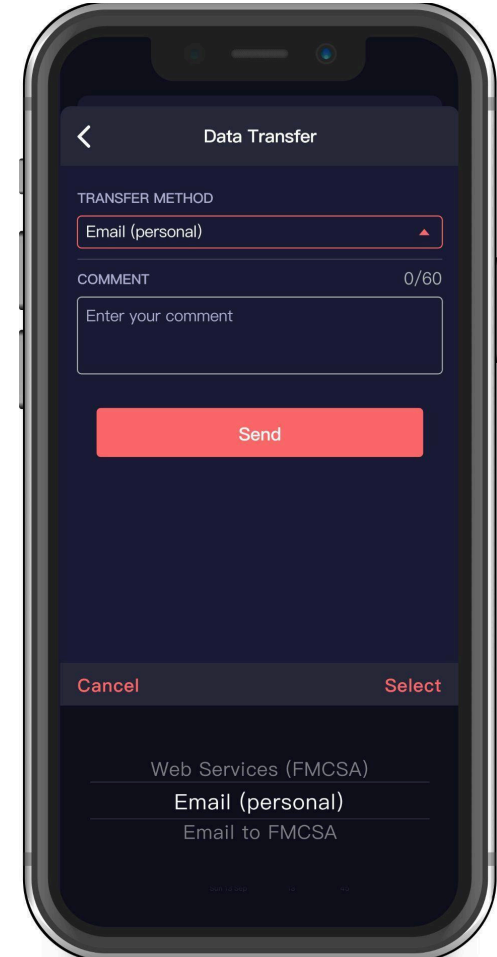 Data Transfer
TRANSFER METHOD
Email (personal)
COMMENT 0/60
Enter your comment
Send
Cancel Select
Web Services (FMCSA)
Email (personal)
Email to FMCSA